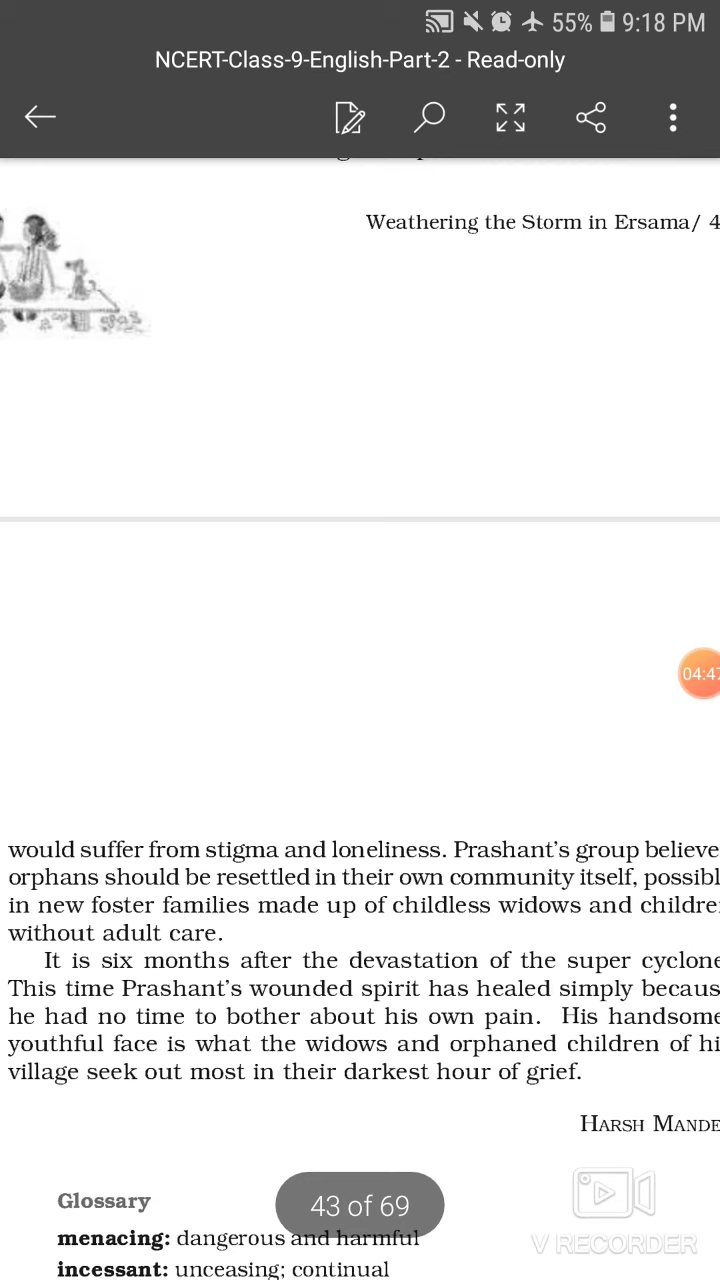 55% 9:18 PM
NCERT-Class-9-English-Part-2 - Read-only
Weathering the Storm in Ersama/ 4
04:47
would suffer from stigma and loneliness. Prashant's group believe
orphans should be resettled in their own community itself, possibl
in new foster families made up of childless widows and childre
without adult care.
It is six months after the devastation of the super cyclone
This time Prashant's wounded spirit has healed simply becaus
he had no time to bother about his own pain. His handsome
youthful face is what the widows and orphaned children of hi
village seek out most in their darkest hour of grief.
HARSH MANDE
Glossary
43 of 69
menacing: dangerous and harmful
incessant: unceasing; continual
V RECORDER